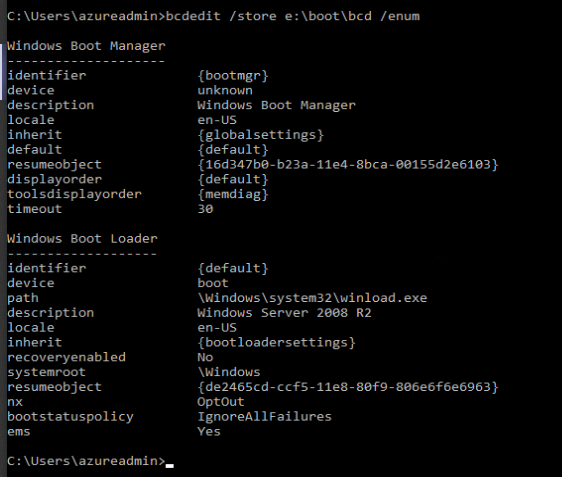 C:\Users\azureadmin>bcdedit /store e:\boot\bcd /enum
Windows Boot Manager
--------------------
identifier              {bootmgr}
device                  unknown
description             Windows Boot Manager
locale                  en-US
inherit                 {globalsettings}
default                 {default}
resumeobject            {16d347b0-b23a-11e4-8bca-00155d2e6103}
displayorder            {default}
toolsdisplayorder       {memdiag}
timeout                 30
Windows Boot Loader
-------------------
identifier              {default}
device                  boot
path                    \Windows\system32\winload.exe
description             Windows Server 2008 R2
locale                  en-US
inherit                 {bootloadersettings}
recoveryenabled         No
systemroot              \Windows
resumeobject            {de2465cd-ccf5-11e8-80f9-806e6f6e6963}
nx                      OptOut
bootstatuspolicy        IgnoreAllFailures
ems                     Yes
C:\Users\azureadmin>